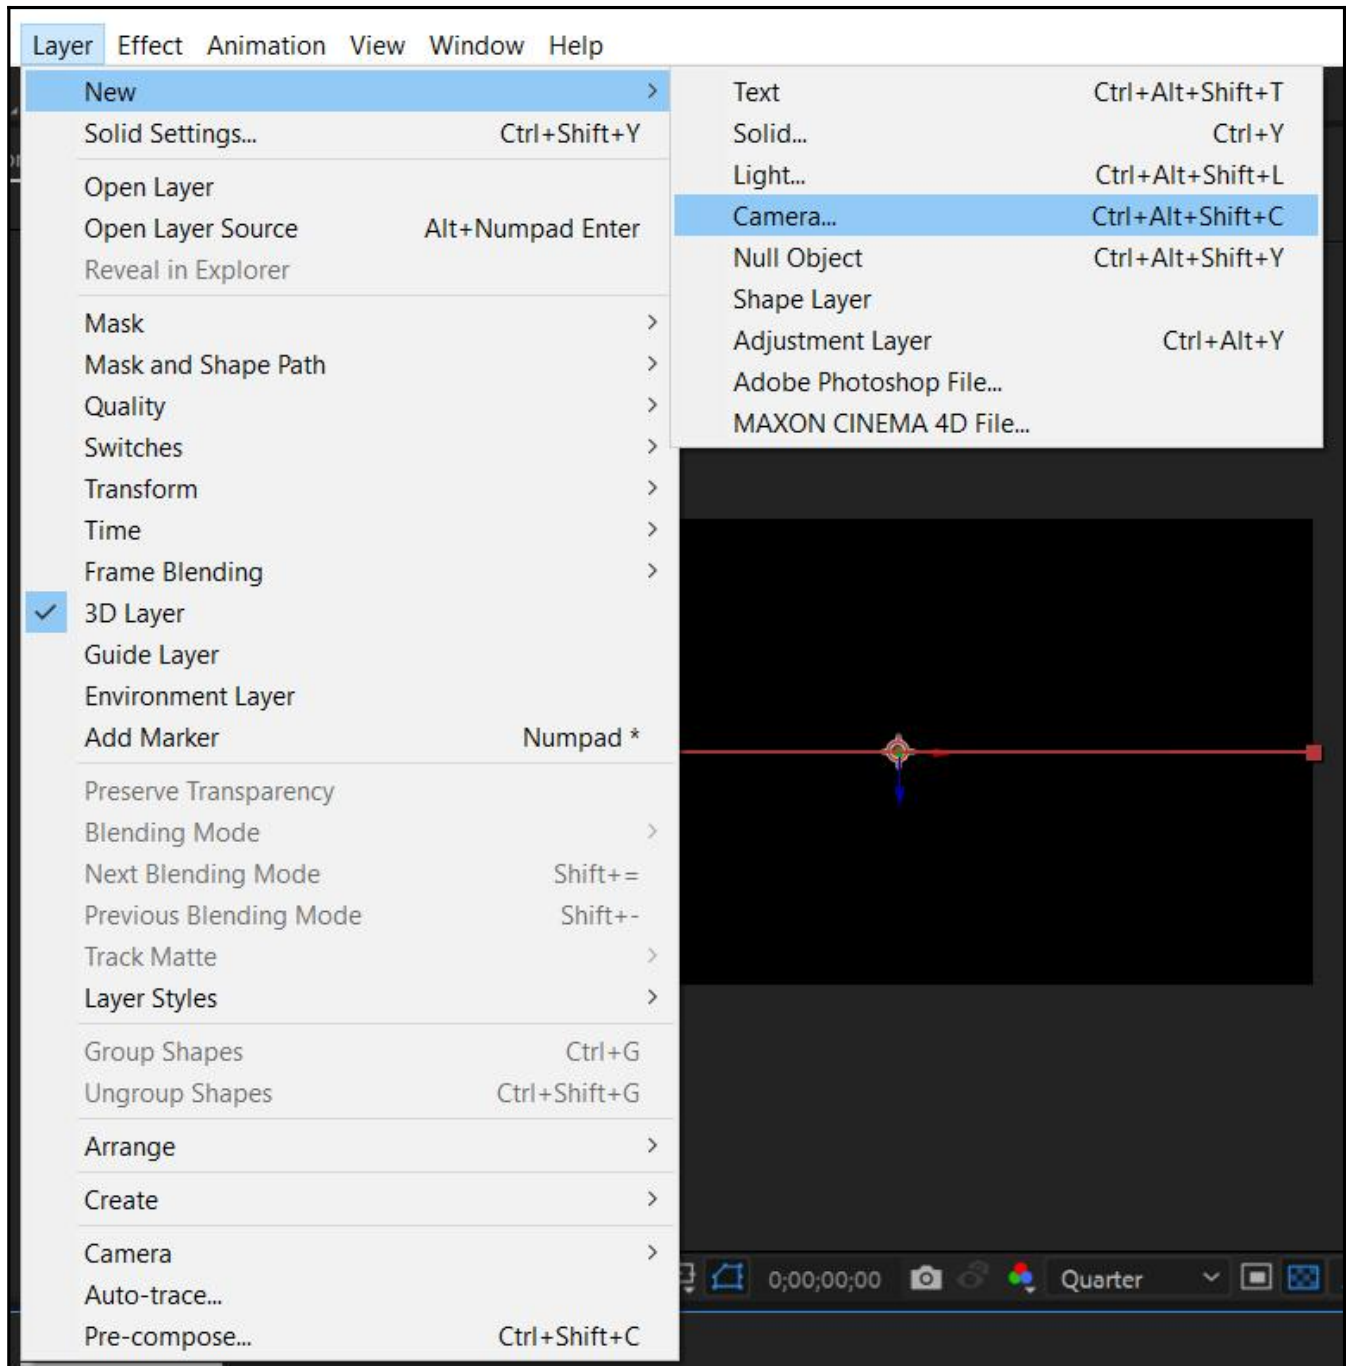 Layer Effect Animation View Window Help
New
Solid Settings... Ctrl+Shift+Y
Open Layer
Open Layer Source Alt+Numpad Enter
Reveal in Explorer
Mask
Mask and Shape Path
Quality
Switches
Transform
Time
Frame Blending
3D Layer
Guide Layer
Environment Layer
Add Marker Numpad *
Preserve Transparency
Blending Mode
Next Blending Mode Shift+=
Previous Blending Mode Shift+-
Track Matte
Layer Styles
Group Shapes Ctrl+G
Ungroup Shapes Ctrl+Shift+G
Arrange
Create
Camera
Auto-trace...
Pre-compose... Ctrl+Shift+C
Text Ctrl+Alt+Shift+T
Solid... Ctrl+Y
Light... Ctrl+Alt+Shift+L
Camera... Ctrl+Alt+Shift+C
Null Object Ctrl+Alt+Shift+Y
Shape Layer
Adjustment Layer Ctrl+Alt+Y
Adobe Photoshop File...
MAXON CINEMA 4D File...
0;00;00;00 Quarter